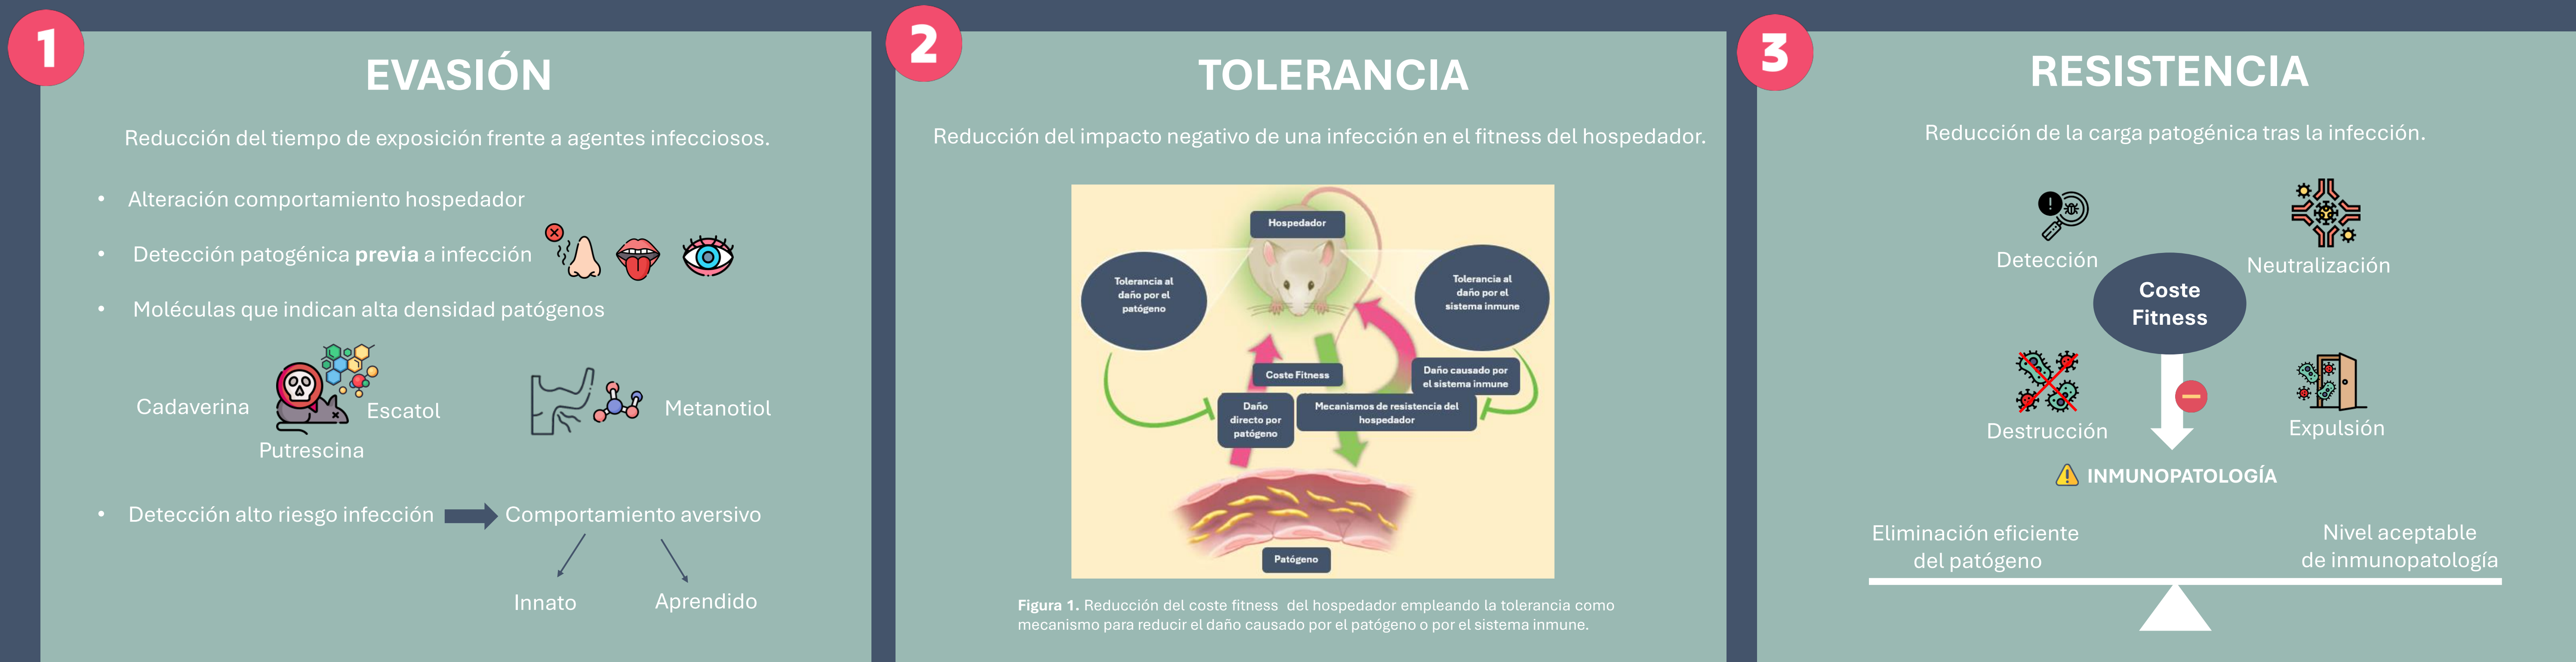 1
EVASIÓN
Reducción del tiempo de exposición frente a agentes infecciosos.
• Alteración comportamiento hospedador
• Detección patogénica previa a infección
• Moléculas que indican alta densidad patógenos
Cadaverina
Escatol
Putrescina
Metanotiol
• Detección alto riesgo infección
Comportamiento aversivo
Innato
Aprendido
2
TOLERANCIA
Reducción del impacto negativo de una infección en el fitness del hospedador.
Hospedador
Tolerancia al
daño por el
patógeno
Tolerancia al
daño por el
sistema inmune
Coste Fitness
Daño causado por
el sistema inmune
Daño
directo por
patógeno
Mecanismos de resistencia del
hospedador
Patógeno
Figura 1. Reducción del coste fitness del hospedador empleando la tolerancia como
mecanismo para reducir el daño causado por el patógeno o por el sistema inmune.
3
RESISTENCIA
Reducción de la carga patogénica tras la infección.
Detección
Neutralización
Coste
Fitness
Destrucción
Expulsión
INMUNOPATOLOGÍA
Eliminación eficiente
del patógeno
Nivel aceptable
de inmunopatología